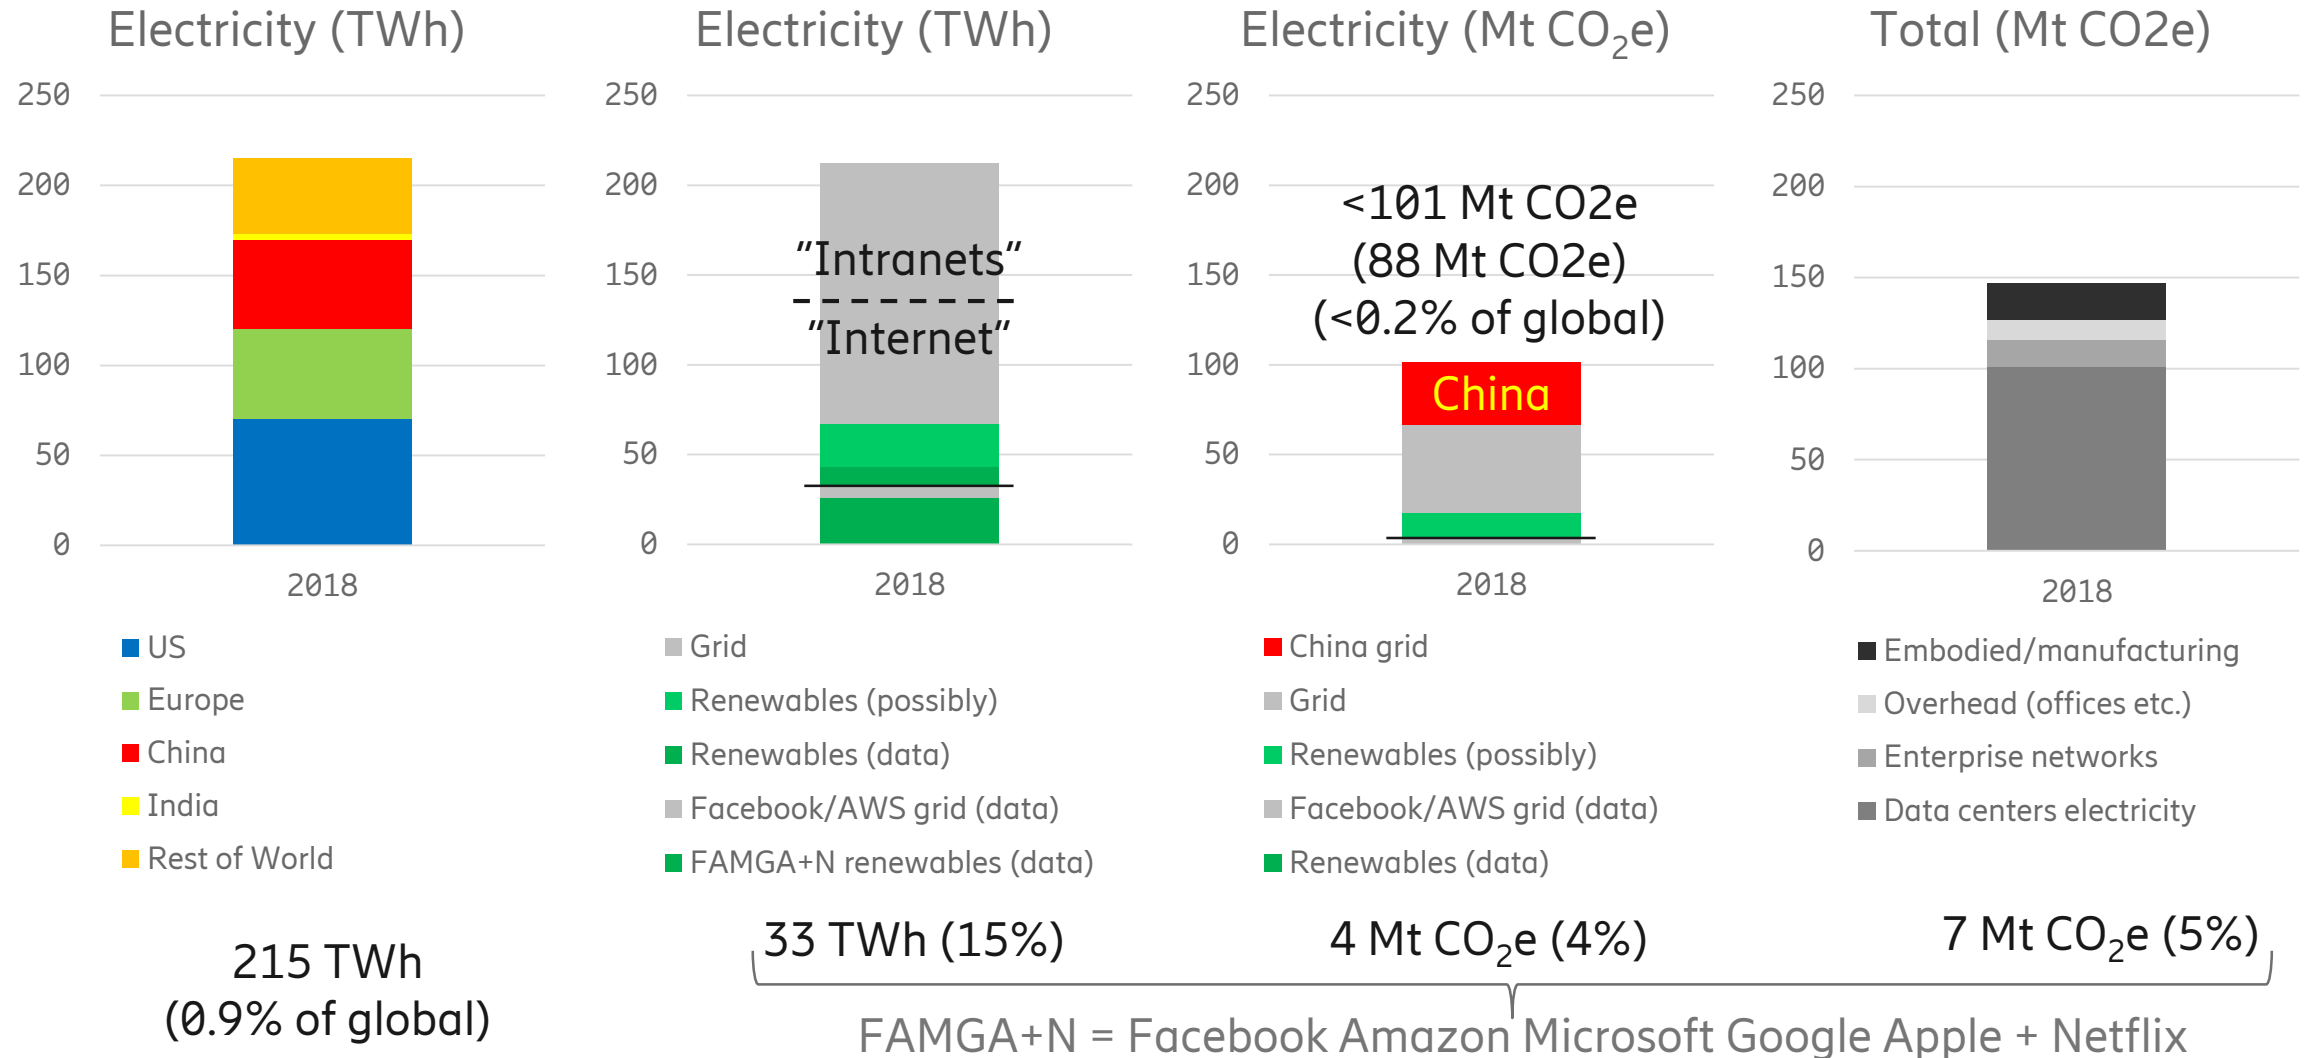 Electricity (TWh)
250
200
150
100
50
0
2018
US
Europe
China
India
Rest of World
215 TWh
(0.9% of global)
Electricity (TWh)
250
200
150
100
50
0
"Intranets"
"Internet"
2018
Grid
Renewables (possibly)
Renewables (data)
Facebook/AWS grid (data)
FAMGA+N renewables (data)
33 TWh (15%)
Electricity (Mt CO₂e)
250
200
150
100
50
0
<101 Mt CO2e
(88 Mt CO2e)
(<0.2% of global)
China
2018
China grid
Grid
Renewables (possibly)
Facebook/AWS grid (data)
Renewables (data)
4 Mt CO₂e (4%)
Total (Mt CO2e)
250
200
150
100
50
0
2018
Embodied/manufacturing
Overhead (offices etc.)
Enterprise networks
Data centers electricity
7 Mt CO₂e (5%)
FAMGA+N = Facebook Amazon Microsoft Google Apple + Netflix